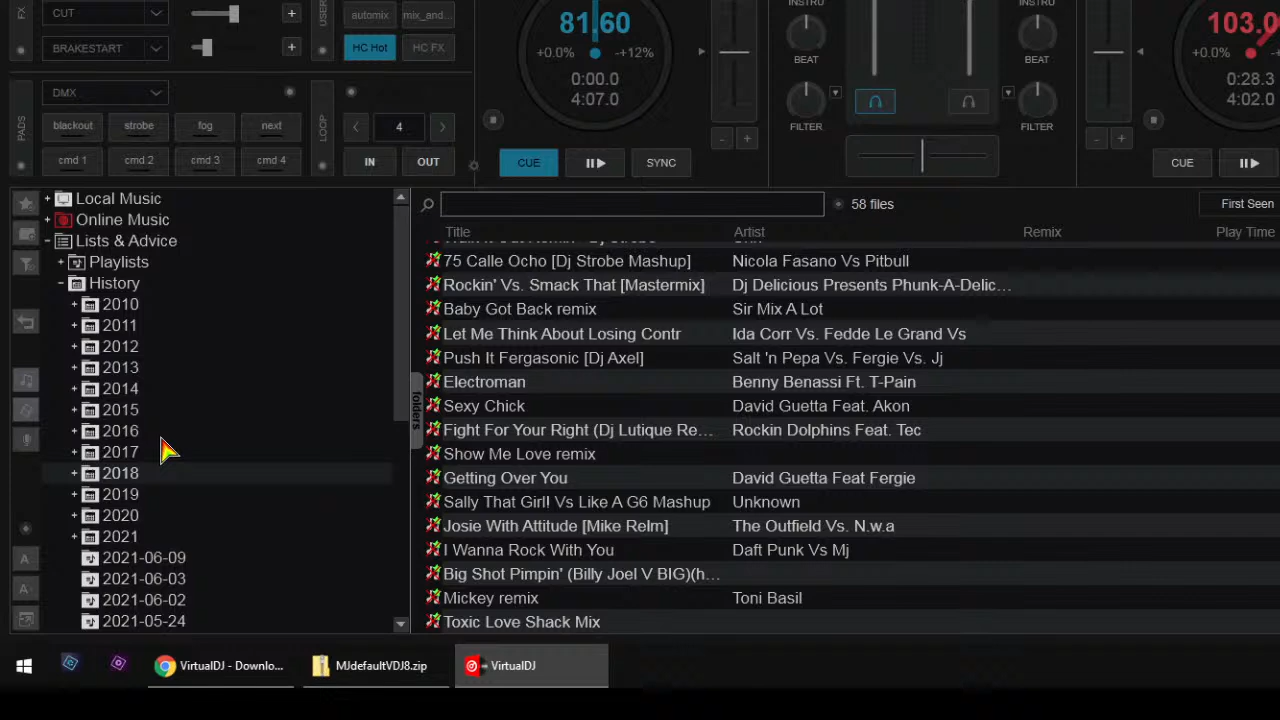 FX
CUT
+
BRAKESTART
+
USER
automix
mix_and...
HC Hot
HC FX
81.60
+0.0%
-+12%
0:00.0
4:07.0
INSTRU
BEAT
FILTER
INSTRU
BEAT
FILTER
103.0
+0.0%
0:28.3
4:02.0
PADS
DMX
blackout
strobe
fog
next
cmd 1
cmd 2
cmd 3
cmd 4
LOOP
4
IN
OUT
CUE
SYNC
- +
CUE
- +
Local Music
Online Music
Lists & Advice
Playlists
History
2010
2011
2012
2013
2014
2015
2016
2017
2018
2019
2020
2021
2021-06-09
2021-06-03
2021-06-02
2021-05-24
folders
58 files
First Seen
Title Artist Remix Play Time
75 Calle Ocho [Dj Strobe Mashup] Nicola Fasano Vs Pitbull
Rockin' Vs. Smack That [Mastermix] Dj Delicious Presents Phunk-A-Delic...
Baby Got Back remix Sir Mix A Lot
Let Me Think About Losing Contr Ida Corr Vs. Fedde Le Grand Vs
Push It Fergasonic [Dj Axel] Salt 'n Pepa Vs. Fergie Vs. Jj
Electroman Benny Benassi Ft. T-Pain
Sexy Chick David Guetta Feat. Akon
Fight For Your Right (Dj Lutique Re... Rockin Dolphins Feat. Tec
Show Me Love remix
Getting Over You David Guetta Feat Fergie
Sally That Girl! Vs Like A G6 Mashup Unknown
Josie With Attitude [Mike Relm] The Outfield Vs. N.w.a
I Wanna Rock With You Daft Punk Vs Mj
Big Shot Pimpin' (Billy Joel V BIG)(h...
Mickey remix Toni Basil
Toxic Love Shack Mix
VirtualDJ - Downlo...
MJdefaultVDJ8.zip
VirtualDJ